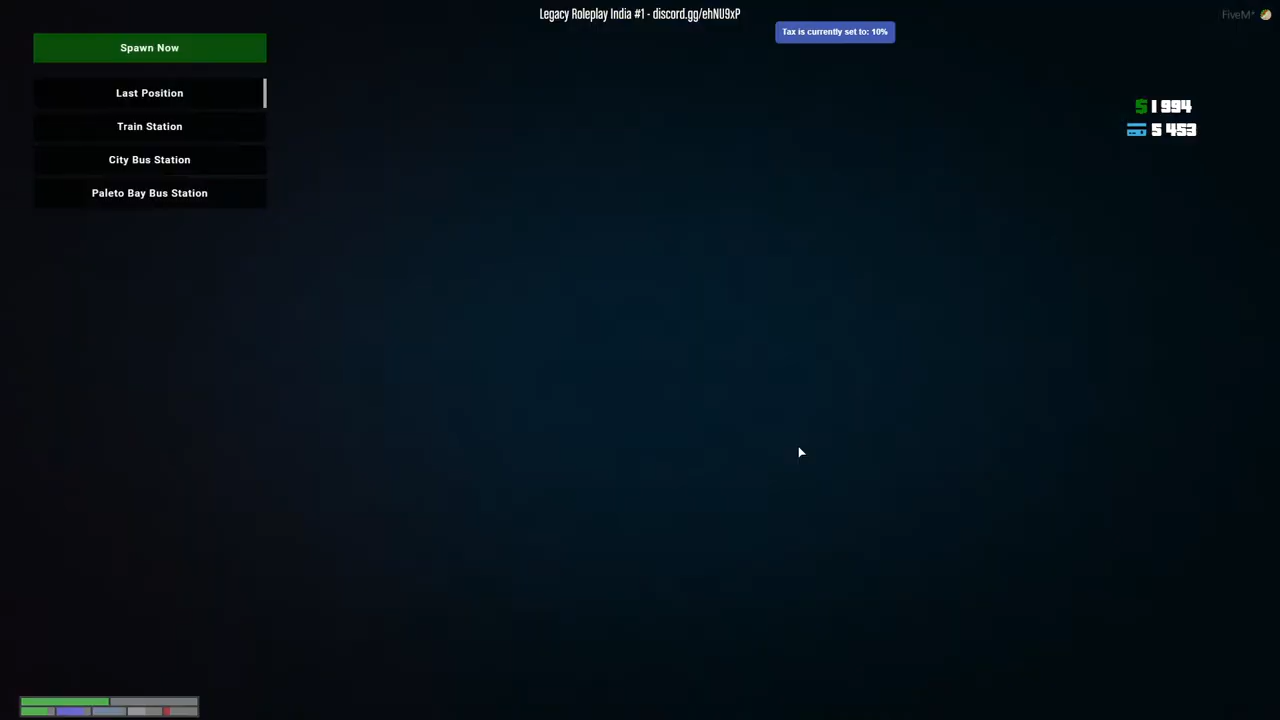 Legacy Roleplay India #1 - discord.gg/ehNU9xP
FiveM*
Tax is currently set to: 10%
Spawn Now
Last Position
Train Station
City Bus Station
Paleto Bay Bus Station
$ 1 994
5 453